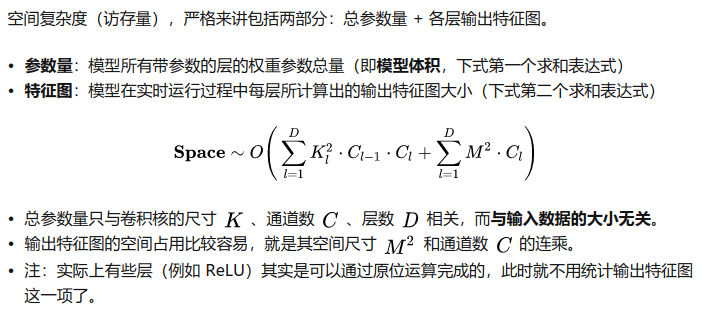 空间复杂度（访存量），严格来讲包括两部分：总参数量 + 各层输出特征图。
• 参数量：模型所有带参数的层的权重参数总量（即模型体积，下式第一个求和表达式）
• 特征图：模型在实时运行过程中每层所计算出的输出特征图大小（下式第二个求和表达式）
$$\mathbf{Space} \sim O\left(\sum_{l=1}^{D} K_l^2 \cdot C_{l-1} \cdot C_l + \sum_{l=1}^{D} M^2 \cdot C_l\right)$$
• 总参数量只与卷积核的尺寸 K 、通道数 C 、层数 D 相关，而与输入数据的大小无关。
• 输出特征图的空间占用比较容易，就是其空间尺寸 M² 和通道数 C 的连乘。
• 注：实际上有些层（例如 ReLU）其实是可以通过原位运算完成的，此时就不用统计输出特征图
这一项了。